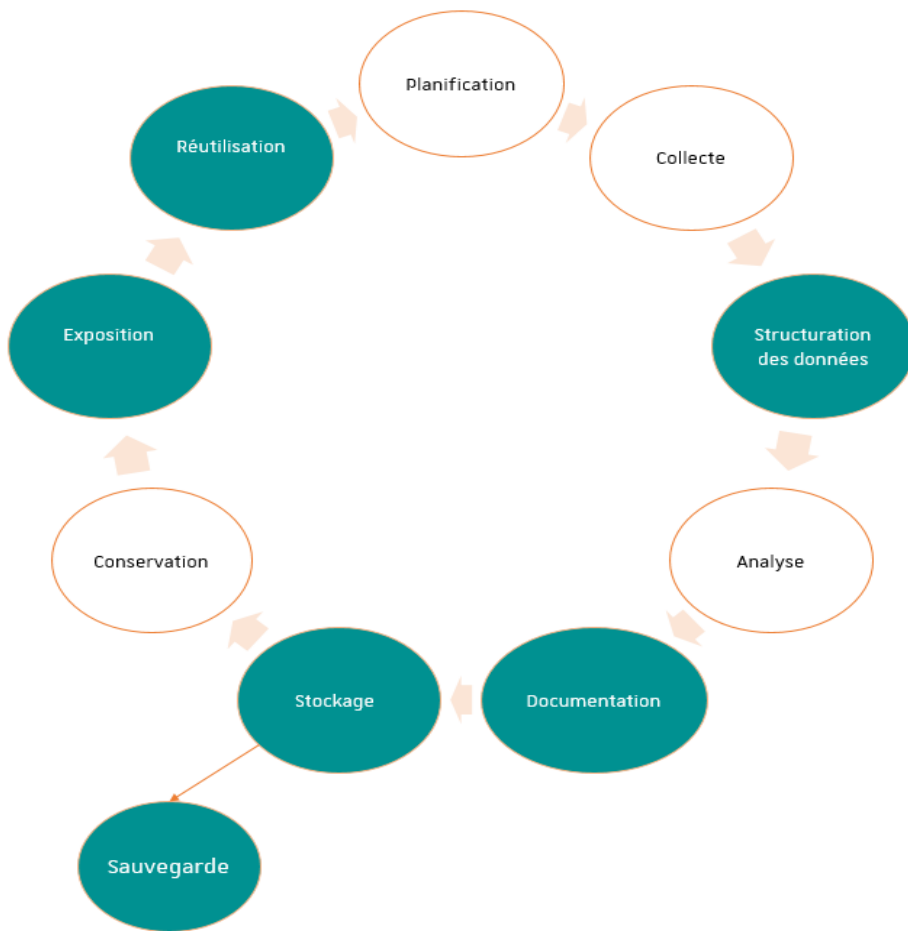 Planification
Collecte
Structuration
des données
Analyse
Documentation
Stockage
Sauvegarde
Conservation
Exposition
Réutilisation